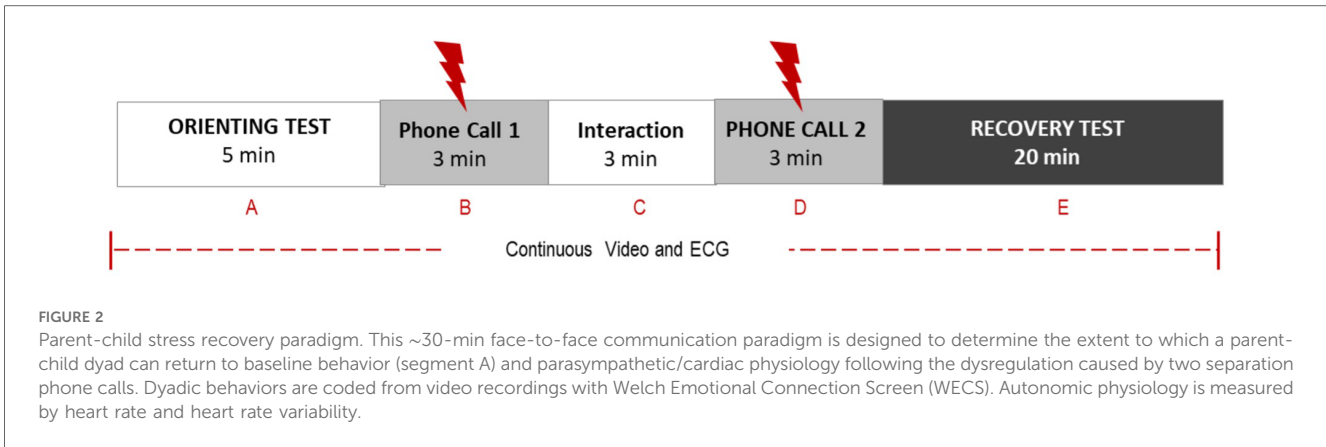 ORIENTING TEST
5 min
Phone Call 1
3 min
Interaction
3 min
PHONE CALL 2
3 min
RECOVERY TEST
20 min
A
B
C
D
E
Continuous Video and ECG
FIGURE 2
Parent-child stress recovery paradigm. This ~30-min face-to-face communication paradigm is designed to determine the extent to which a parent-
child dyad can return to baseline behavior (segment A) and parasympathetic/cardiac physiology following the dysregulation caused by two separation
phone calls. Dyadic behaviors are coded from video recordings with Welch Emotional Connection Screen (WECS). Autonomic physiology is measured
by heart rate and heart rate variability.